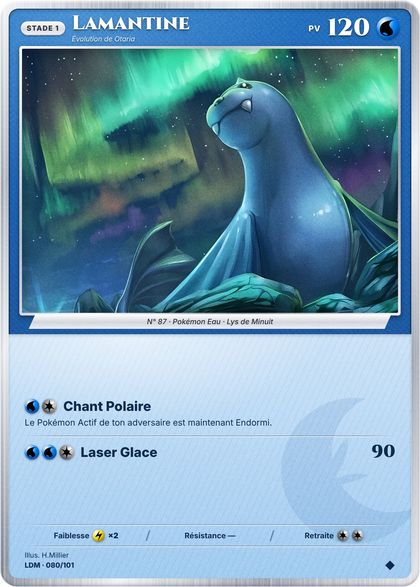 STADE 1 LAMANTINE PV 120
Évolution de Otaria
N° 87 · Pokémon Eau · Lys de Minuit
Chant Polaire
Le Pokémon Actif de ton adversaire est maintenant Endormi.
Laser Glace 90
Faiblesse ×2 / Résistance — / Retraite
Illus. H.Millier
LDM · 080/101